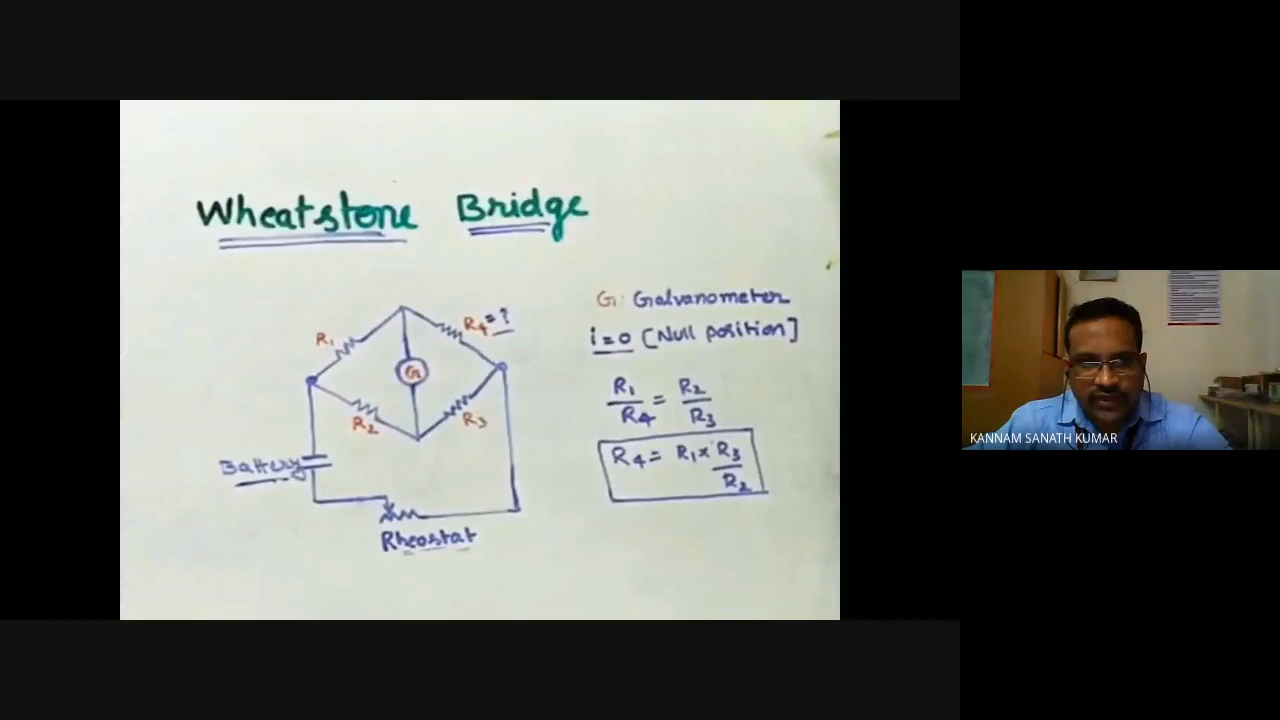 Wheatstone Bridge
R1
R4 = ?
G
R2
R3
Battery
Rheostat
G: Galvanometer
i = 0 [Null position]
R1/R4 = R2/R3
R4 = R1 × R3/R2
KANNAM SANATH KUMAR